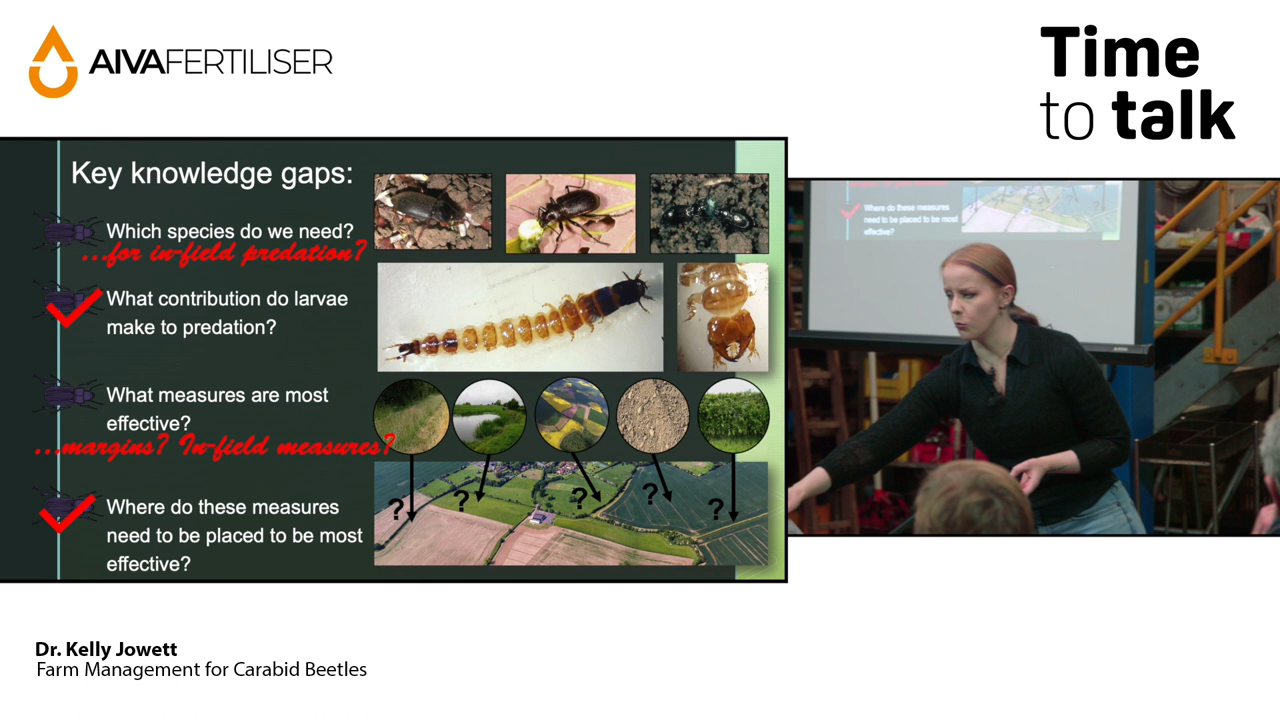 AIVAFERTILISER
Time
to talk
Key knowledge gaps:
Which species do we need?
...for in-field predation?
What contribution do larvae
make to predation?
What measures are most
effective?
...margins? In-field measures?
Where do these measures
need to be placed to be most
effective?
? ? ? ? ?
Where do these measures
need to be placed to be most
effective?
Dr. Kelly Jowett
Farm Management for Carabid Beetles